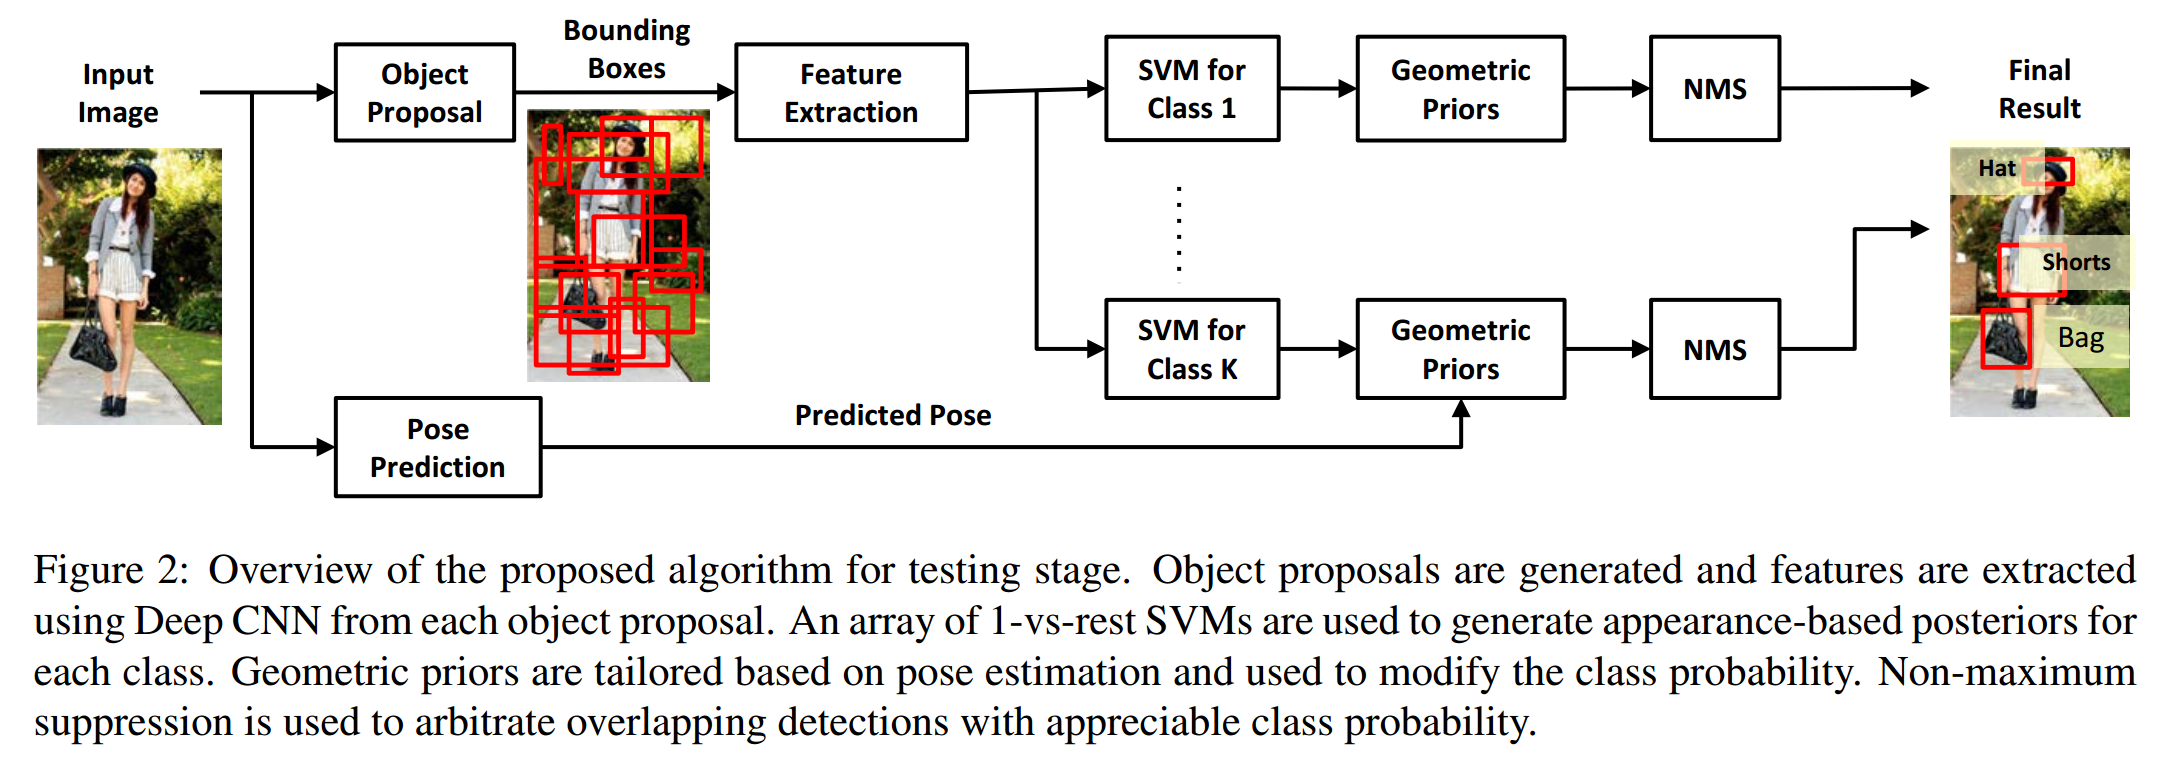 Input
Image
Object
Proposal
Bounding
Boxes
Feature
Extraction
SVM for
Class 1
Geometric
Priors
NMS
Final
Result
Hat
Shorts
Bag
SVM for
Class K
Geometric
Priors
NMS
Pose
Prediction
Predicted Pose
Figure 2: Overview of the proposed algorithm for testing stage. Object proposals are generated and features are extracted
using Deep CNN from each object proposal. An array of 1-vs-rest SVMs are used to generate appearance-based posteriors for
each class. Geometric priors are tailored based on pose estimation and used to modify the class probability. Non-maximum
suppression is used to arbitrate overlapping detections with appreciable class probability.